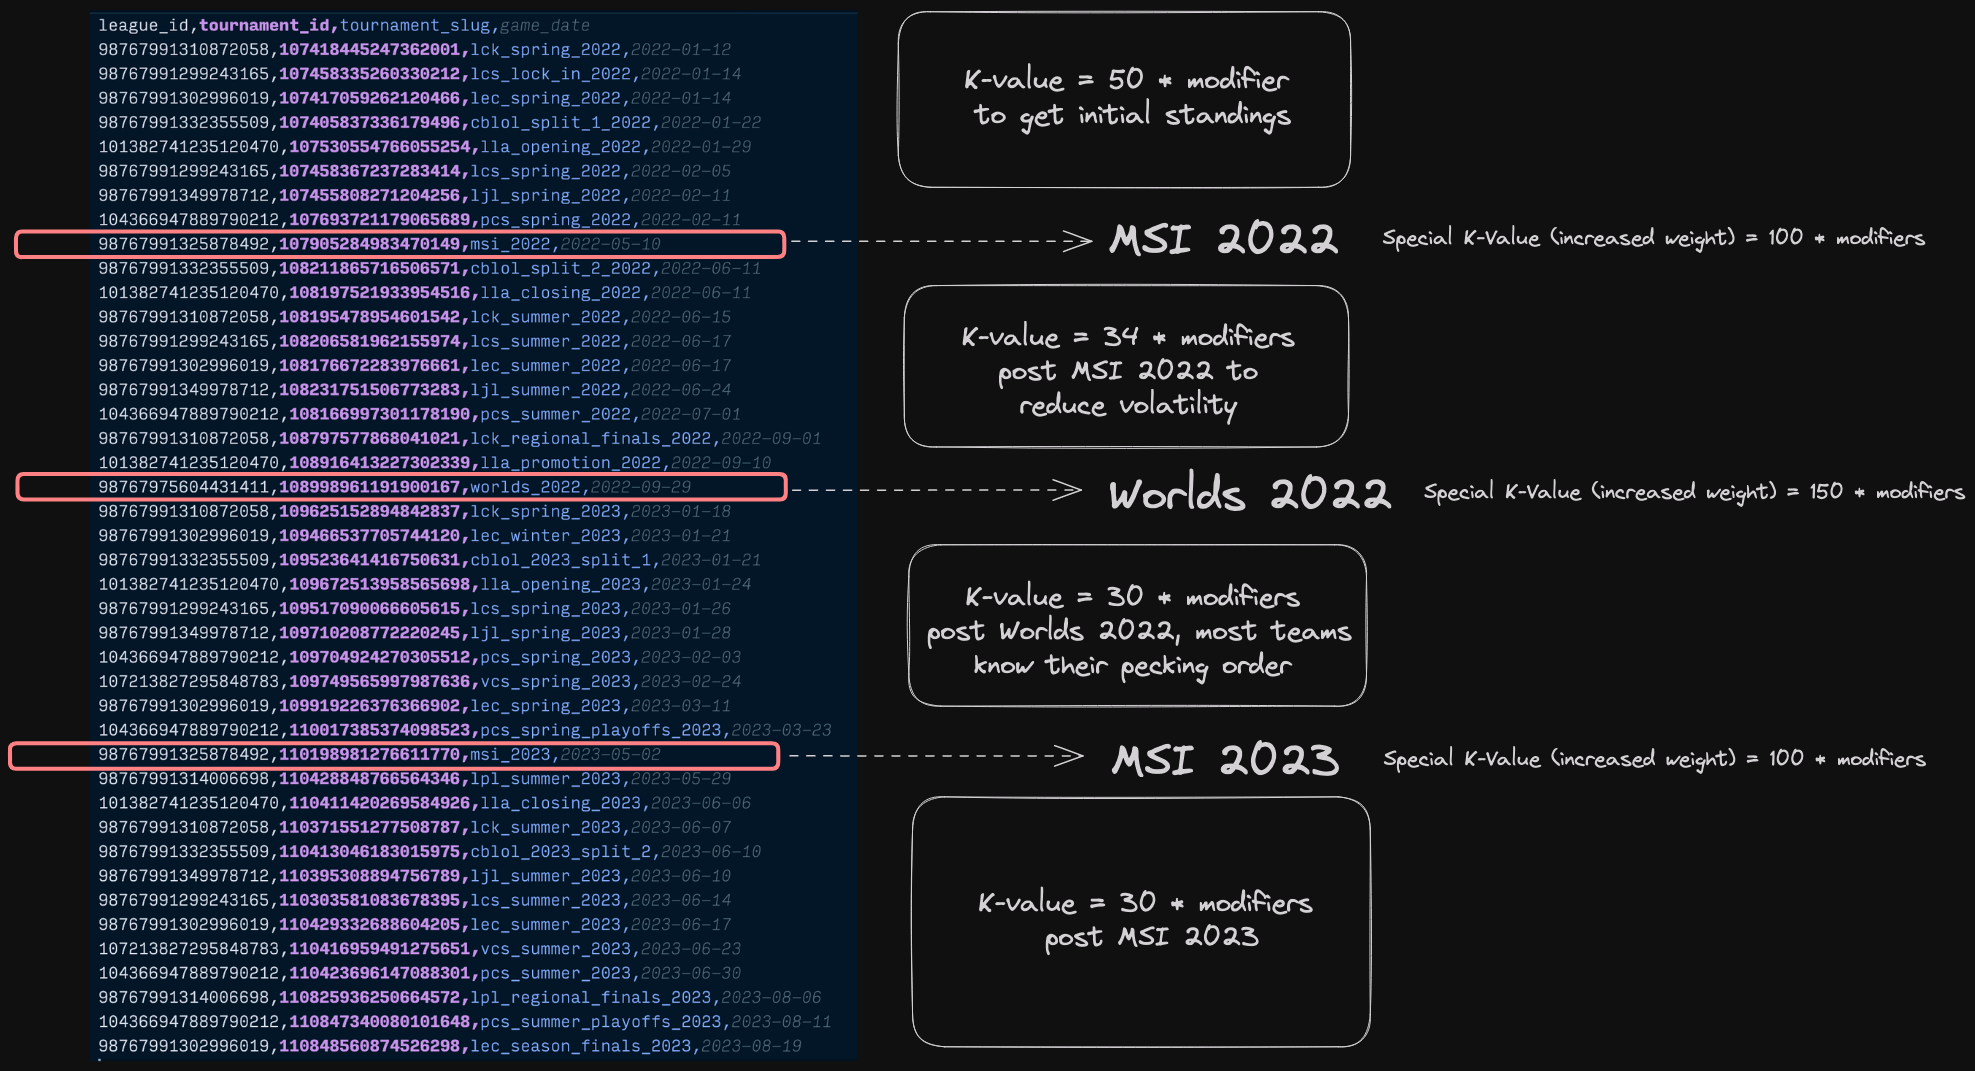 league_id,tournament_id,tournament_slug,game_date
98767991310872058,107418445247362001,lck_spring_2022,2022-01-12
98767991299243165,107458335260330212,lcs_lock_in_2022,2022-01-14
98767991302996019,107417059262120466,lec_spring_2022,2022-01-14
98767991332355509,107405837336179496,cblol_split_1_2022,2022-01-22
101382741235120470,107530554766055254,lla_opening_2022,2022-01-29
98767991299243165,107458367237283414,lcs_spring_2022,2022-02-05
98767991349978712,107455808271204256,ljl_spring_2022,2022-02-11
104366947889790212,107693721179065689,pcs_spring_2022,2022-02-11
98767991325878492,107905284983470149,msi_2022,2022-05-10
98767991332355509,108211865716506571,cblol_split_2_2022,2022-06-11
101382741235120470,108197521933954516,lla_closing_2022,2022-06-11
98767991310872058,108195478954601542,lck_summer_2022,2022-06-15
98767991299243165,108206581962155974,lcs_summer_2022,2022-06-17
98767991302996019,108176672283976661,lec_summer_2022,2022-06-17
98767991349978712,108231751506773283,ljl_summer_2022,2022-06-24
104366947889790212,108166997301178190,pcs_summer_2022,2022-07-01
98767991310872058,108797577868041021,lck_regional_finals_2022,2022-09-01
101382741235120470,108916413227302339,lla_promotion_2022,2022-09-10
98767975604431411,108998961191900167,worlds_2022,2022-09-29
98767991310872058,109625152894842837,lck_spring_2023,2023-01-18
98767991302996019,109466537705744120,lec_winter_2023,2023-01-21
98767991332355509,109523641416750631,cblol_2023_split_1,2023-01-21
101382741235120470,109672513958565698,lla_opening_2023,2023-01-24
98767991299243165,109517090066605615,lcs_spring_2023,2023-01-26
98767991349978712,109710208772220245,ljl_spring_2023,2023-01-28
104366947889790212,109704924270305512,pcs_spring_2023,2023-02-03
107213827295848783,109749565997987636,vcs_spring_2023,2023-02-24
98767991302996019,109919226376366902,lec_spring_2023,2023-03-11
104366947889790212,110017385374098523,pcs_spring_playoffs_2023,2023-03-23
98767991325878492,110198981276611770,msi_2023,2023-05-02
98767991314006698,110428848766564346,lpl_summer_2023,2023-05-29
101382741235120470,110411420269584926,lla_closing_2023,2023-06-06
98767991310872058,110371551277508787,lck_summer_2023,2023-06-07
98767991332355509,110413046183015975,cblol_2023_split_2,2023-06-10
98767991349978712,110395308894756789,ljl_summer_2023,2023-06-10
98767991299243165,110303581083678395,lcs_summer_2023,2023-06-14
98767991302996019,110429332688604205,lec_summer_2023,2023-06-17
107213827295848783,110416959491275651,vcs_summer_2023,2023-06-23
104366947889790212,110423696147088301,pcs_summer_2023,2023-06-30
98767991314006698,110825936250664572,lpl_regional_finals_2023,2023-08-06
104366947889790212,110847340080101648,pcs_summer_playoffs_2023,2023-08-11
98767991302996019,110848560874526298,lec_season_finals_2023,2023-08-19
K-value = 50 * modifier
to get initial standings
MSI 2022
Special K-Value (increased weight) = 100 * modifiers
K-value = 34 * modifiers
post MSI 2022 to
reduce volatility
Worlds 2022
Special K-Value (increased weight) = 150 * modifiers
K-value = 30 * modifiers
post Worlds 2022, most teams
know their pecking order
MSI 2023
Special K-Value (increased weight) = 100 * modifiers
K-value = 30 * modifiers
post MSI 2023